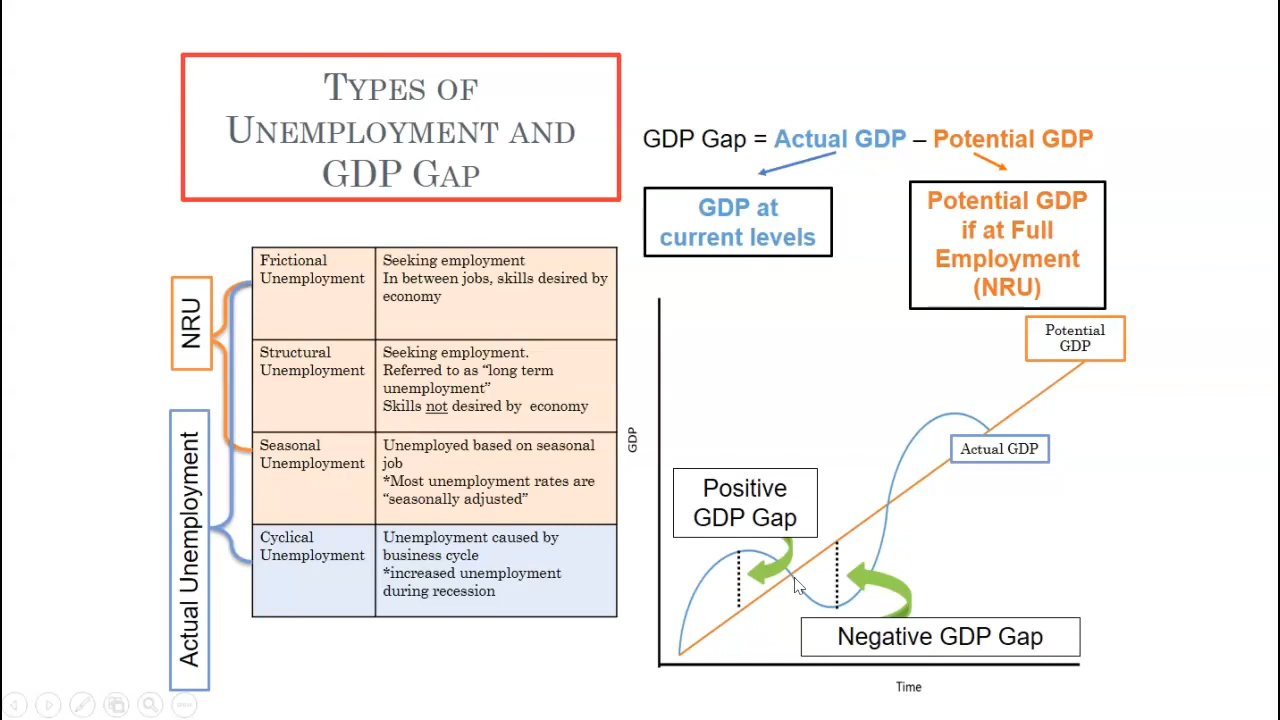 TYPES OF
UNEMPLOYMENT AND
GDP GAP
GDP Gap = Actual GDP – Potential GDP
GDP at
current levels
Potential GDP
if at Full
Employment
(NRU)
NRU
Actual Unemployment
Frictional
Unemployment
Seeking employment
In between jobs, skills desired by
economy
Structural
Unemployment
Seeking employment.
Referred to as “long term
unemployment”
Skills not desired by economy
Seasonal
Unemployment
Unemployed based on seasonal
job
*Most unemployment rates are
“seasonally adjusted”
Cyclical
Unemployment
Unemployment caused by
business cycle
*increased unemployment
during recession
GDP
Potential
GDP
Actual GDP
Positive
GDP Gap
Negative GDP Gap
Time